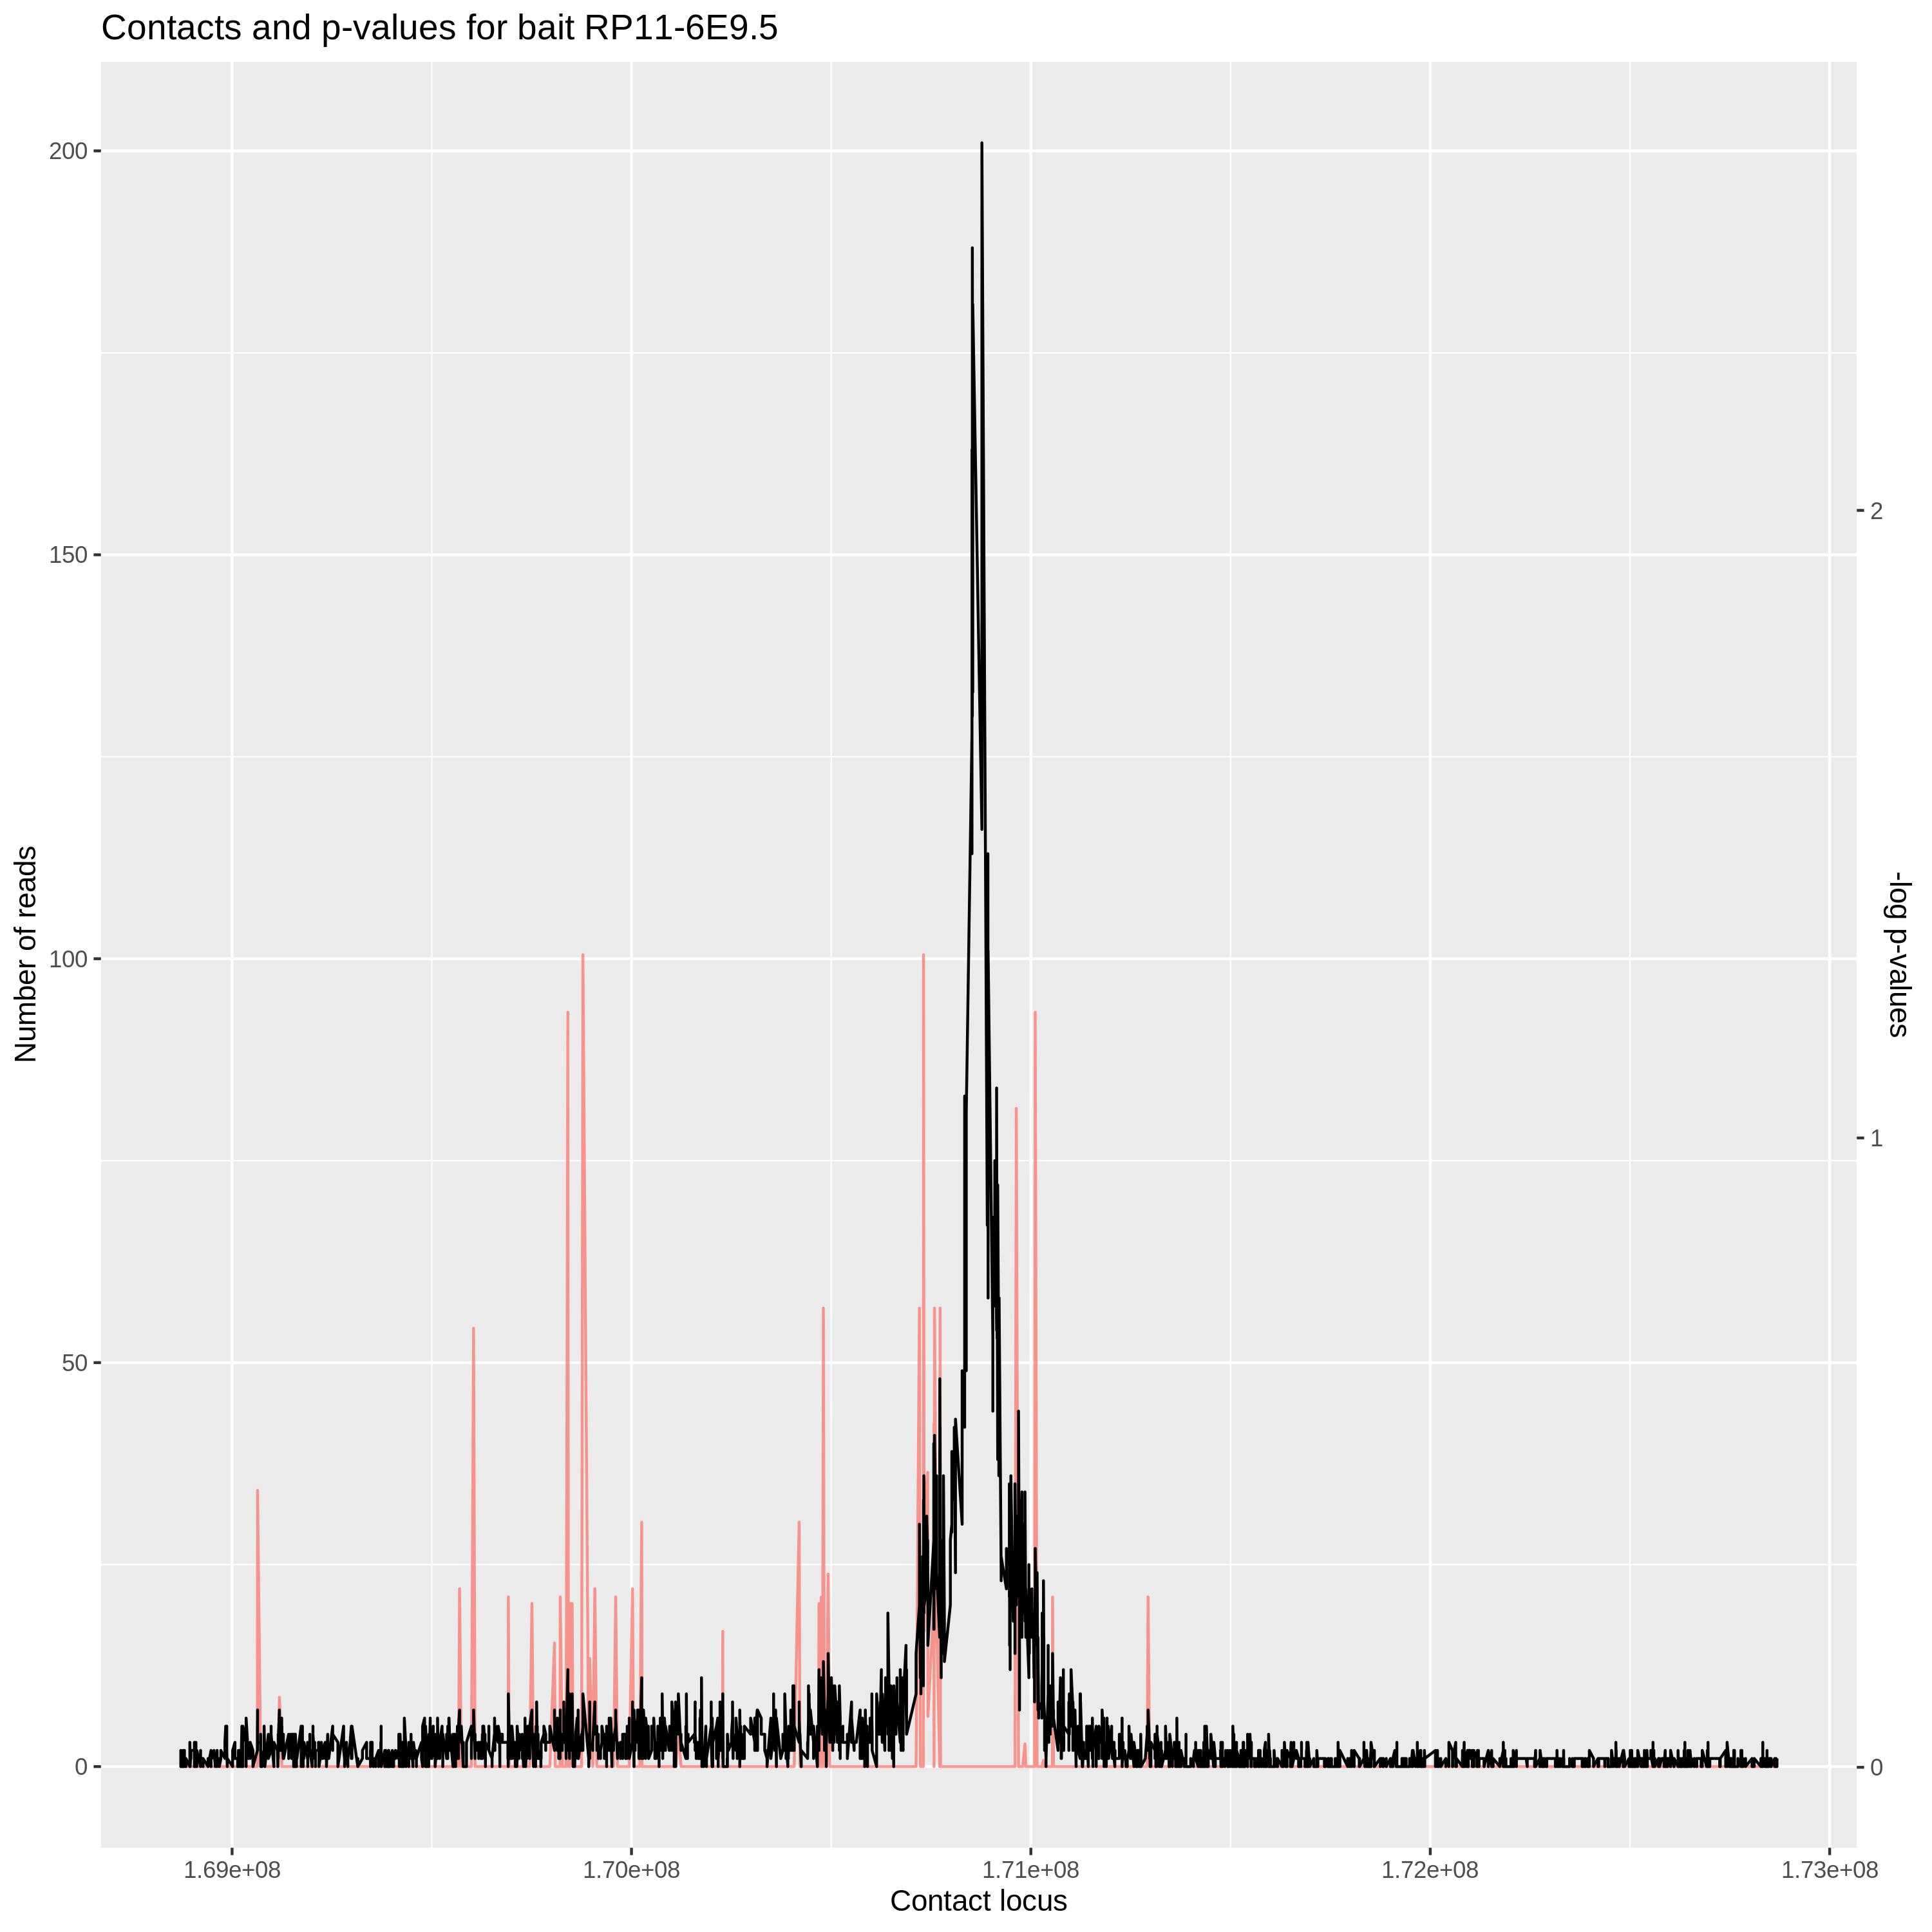 Contacts and p-values for bait RP11-6E9.5
200
150
100
50
0
Number of reads
2
1
0
-log p-values
1.69e+08
1.70e+08
1.71e+08
1.72e+08
1.73e+08
Contact locus